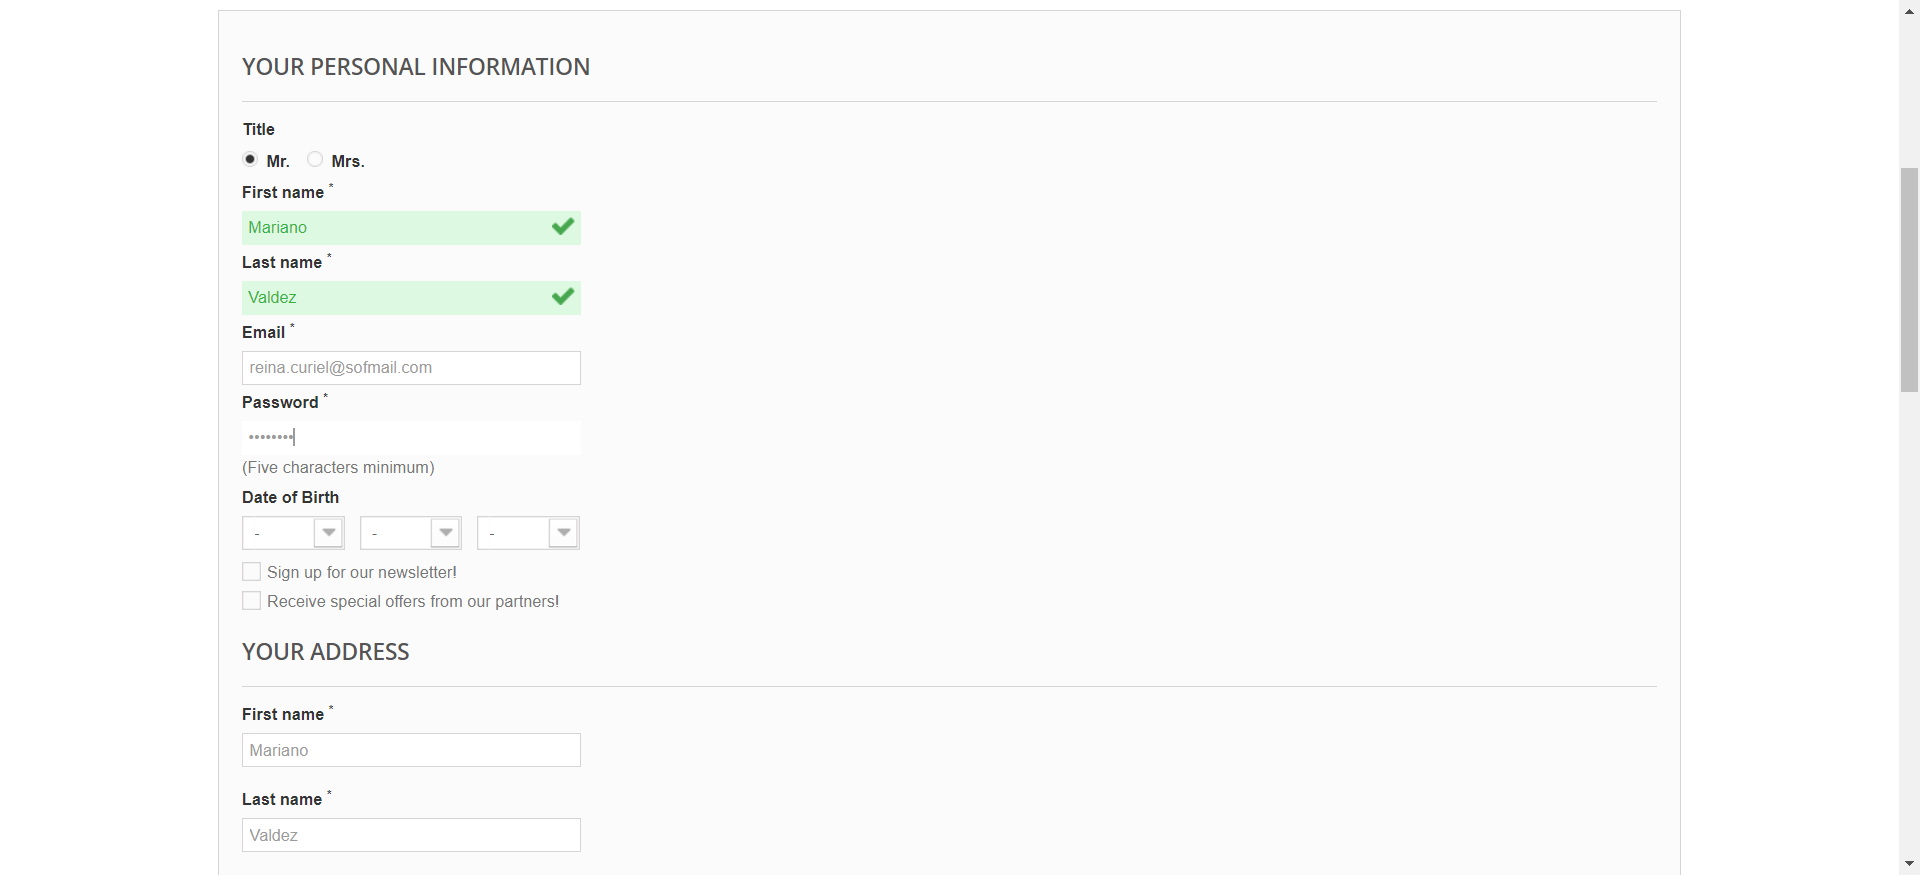 YOUR PERSONAL INFORMATION
Title
Mr. Mrs.
First name *
Mariano
Last name *
Valdez
Email *
reina.curiel@sofmail.com
Password *
••••••••
(Five characters minimum)
Date of Birth
- - -
Sign up for our newsletter!
Receive special offers from our partners!
YOUR ADDRESS
First name *
Mariano
Last name *
Valdez